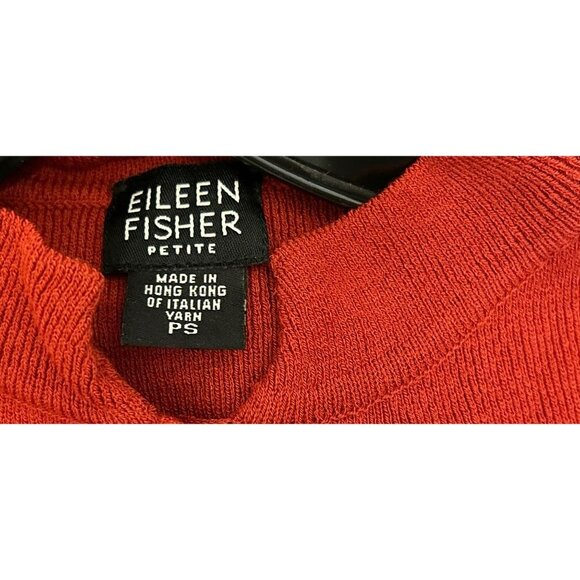 EILEEN
FISHER
PETITE
MADE IN
HONG KONG
OF ITALIAN
YARN
PS